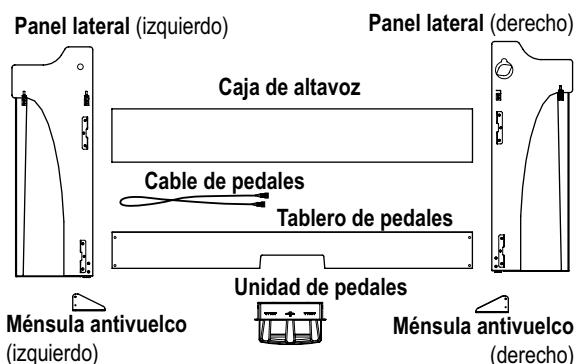 Panel lateral (izquierdo)
Panel lateral (derecho)
Caja de altavoz
Cable de pedales
Tablero de pedales
Unidad de pedales
Ménsula antivuelco
(izquierdo)
Ménsula antivuelco
(derecho)